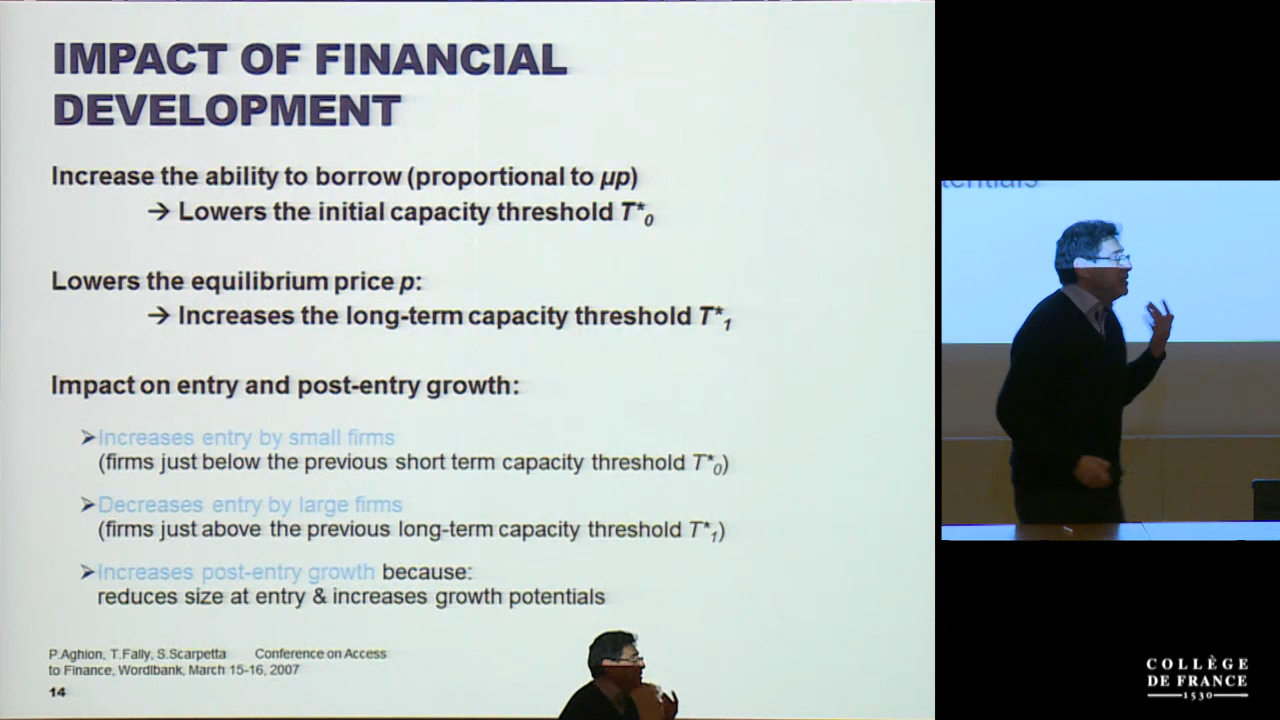 IMPACT OF FINANCIAL
DEVELOPMENT
Increase the ability to borrow (proportional to µp)
→ Lowers the initial capacity threshold T*0
Lowers the equilibrium price p:
→ Increases the long-term capacity threshold T*1
Impact on entry and post-entry growth:
➤Increases entry by small firms
(firms just below the previous short term capacity threshold T*0)
➤Decreases entry by large firms
(firms just above the previous long-term capacity threshold T*1)
➤Increases post-entry growth because:
reduces size at entry & increases growth potentials
P.Aghion, T.Fally, S.Scarpetta Conference on Access
to Finance, Wordlbank, March 15-16, 2007
14
COLLÈGE
DE FRANCE
1530